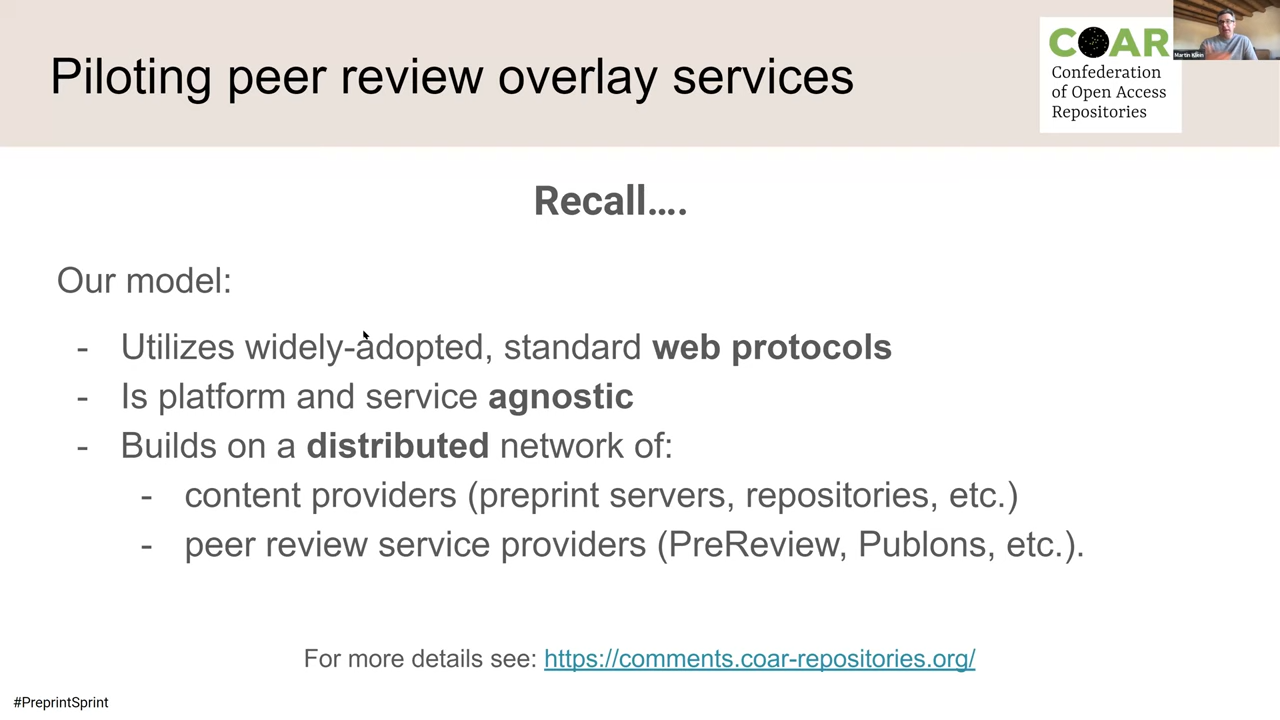 Piloting peer review overlay services
COAR
Confederation
of Open Access
Repositories
Martin Klein
Recall....
Our model:
- Utilizes widely-adopted, standard web protocols
- Is platform and service agnostic
- Builds on a distributed network of:
- content providers (preprint servers, repositories, etc.)
- peer review service providers (PreReview, Publons, etc.).
For more details see: https://comments.coar-repositories.org/
#PreprintSprint